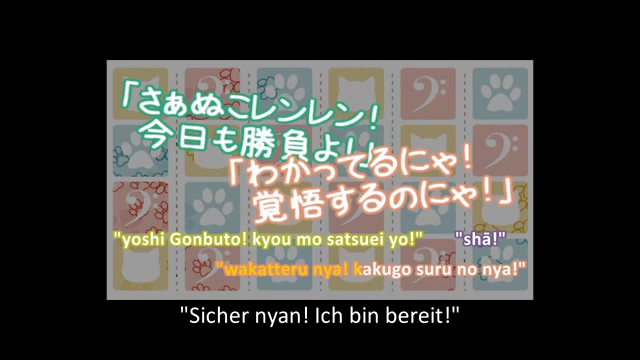 「さぁぬこレンレン!
今日も勝負よ!」
「わかってるにゃ!
覚悟するのにゃ!」
"yoshi Gonbuto! kyou mo satsuei yo!" "shā!"
"wakatteru nya! kakugo suru no nya!"
"Sicher nyan! Ich bin bereit!"